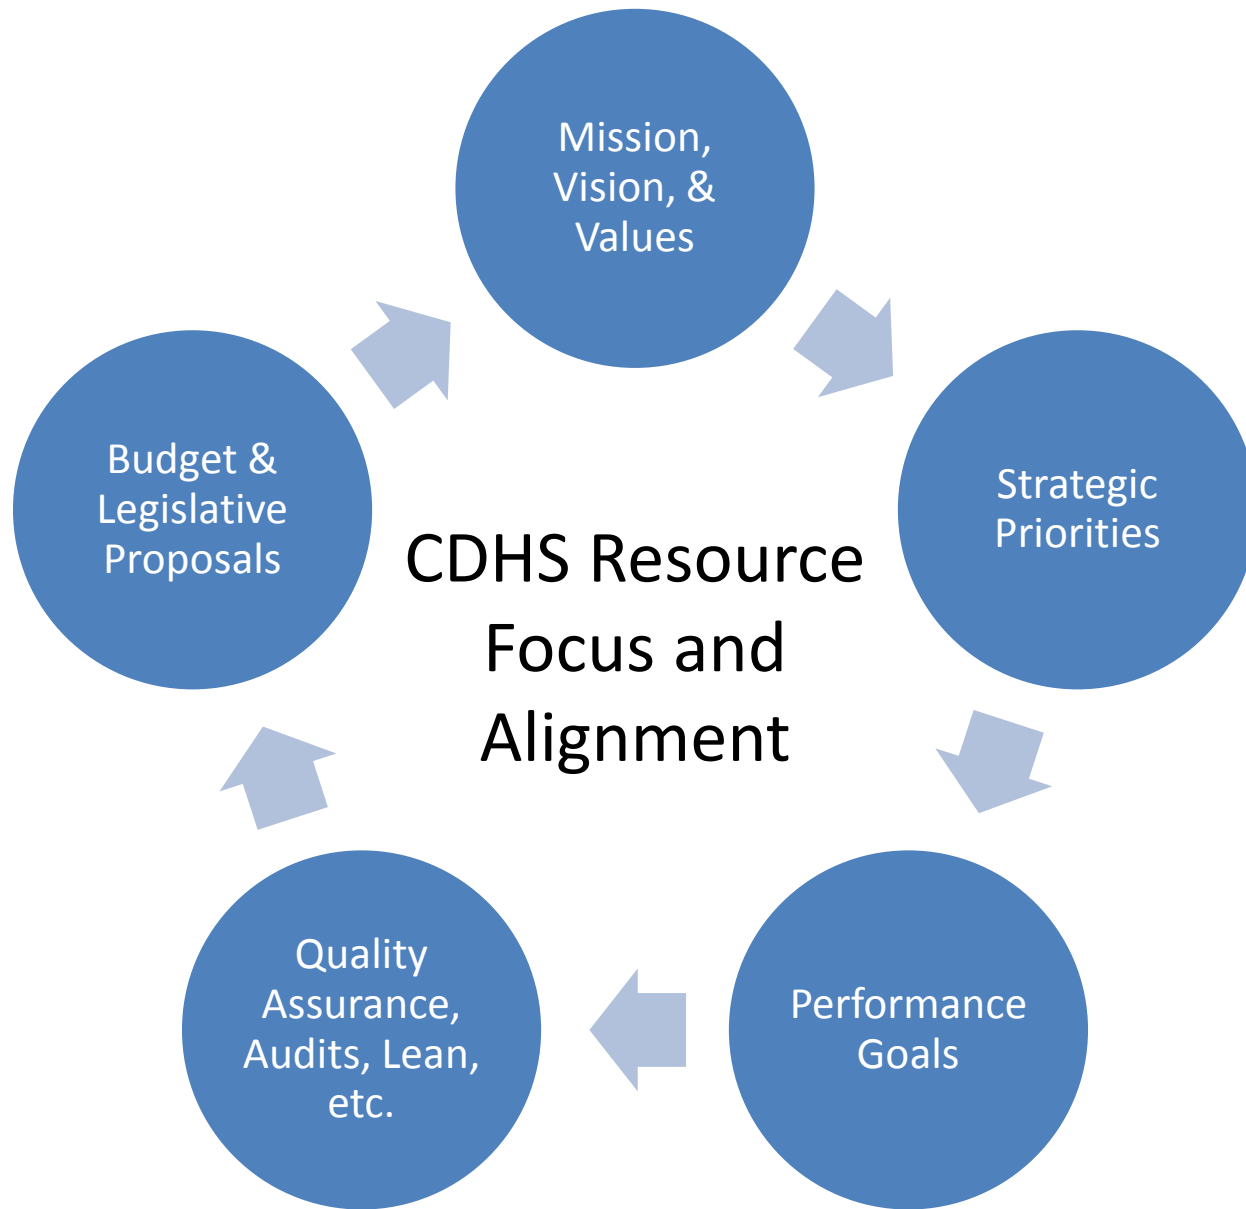 Mission,
Vision, &
Values
Strategic
Priorities
Performance
Goals
Quality
Assurance,
Audits, Lean,
etc.
Budget &
Legislative
Proposals
CDHS Resource
Focus and
Alignment